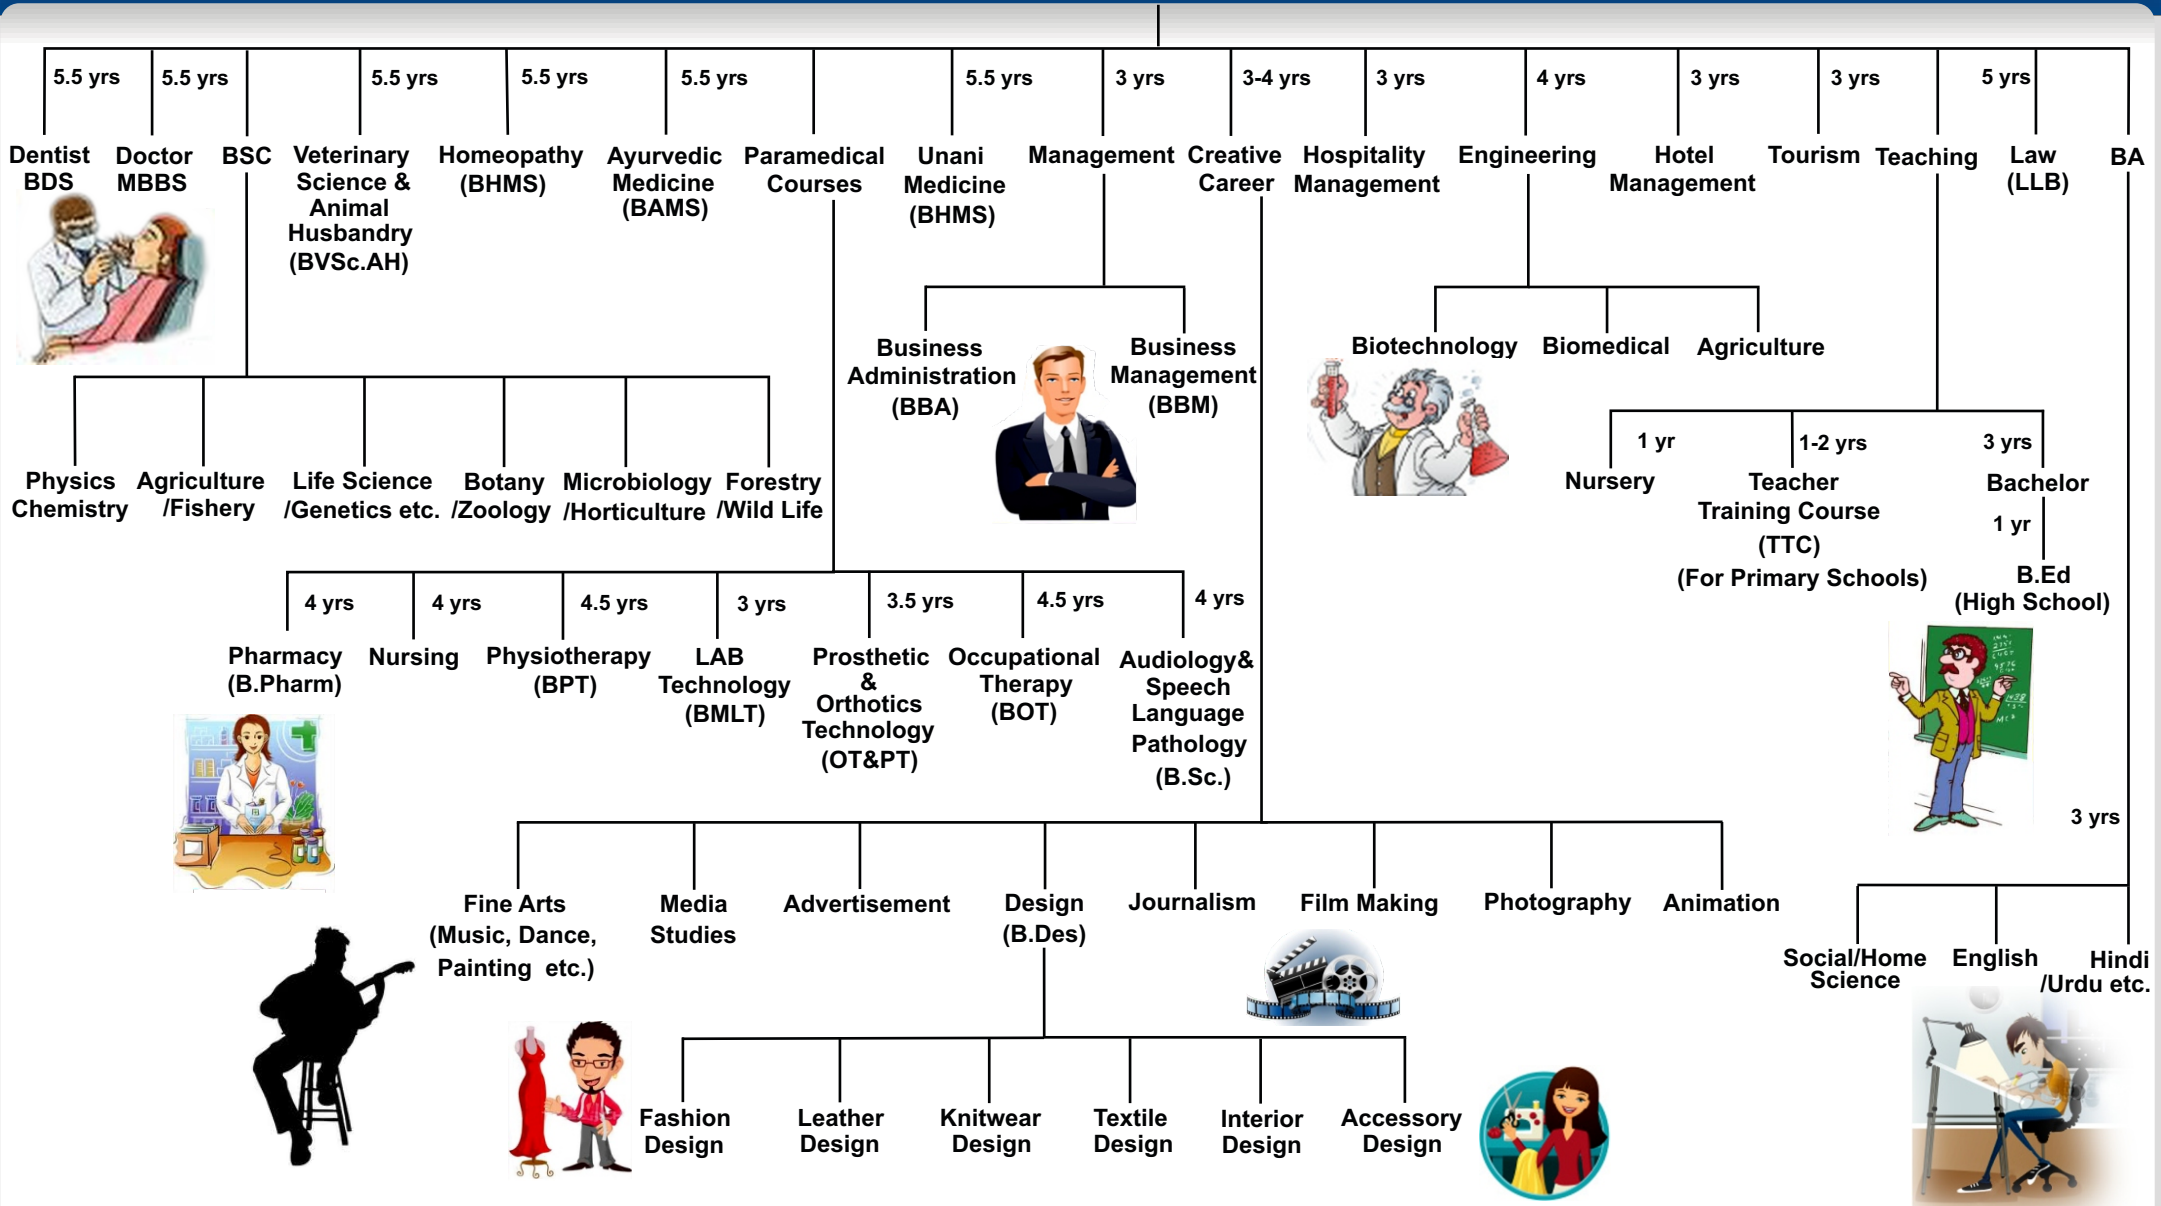 5.5 yrs
5.5 yrs
5.5 yrs
5.5 yrs
5.5 yrs
5.5 yrs
3 yrs
3-4 yrs
3 yrs
4 yrs
3 yrs
3 yrs
5 yrs
Dentist
BDS
Doctor
MBBS
BSC
Veterinary
Science &
Animal
Husbandry
(BVSc.AH)
Homeopathy
(BHMS)
Ayurvedic
Medicine
(BAMS)
Paramedical
Courses
Unani
Medicine
(BHMS)
Management
Creative
Career
Hospitality
Management
Engineering
Hotel
Management
Tourism
Teaching
Law
(LLB)
BA
Business
Administration
(BBA)
Business
Management
(BBM)
Biotechnology
Biomedical
Agriculture
1 yr
1-2 yrs
3 yrs
Nursery
Teacher
Training Course
(TTC)
(For Primary Schools)
Bachelor
1 yr
B.Ed
(High School)
Physics
Chemistry
Agriculture
/Fishery
Life Science
/Genetics etc.
Botany
/Zoology
Microbiology
/Horticulture
Forestry
/Wild Life
4 yrs
4 yrs
4.5 yrs
3 yrs
3.5 yrs
4.5 yrs
4 yrs
Pharmacy
(B.Pharm)
Nursing
Physiotherapy
(BPT)
LAB
Technology
(BMLT)
Prosthetic
&
Orthotics
Technology
(OT&PT)
Occupational
Therapy
(BOT)
Audiology&
Speech
Language
Pathology
(B.Sc.)
3 yrs
Fine Arts
(Music, Dance,
Painting etc.)
Media
Studies
Advertisement
Design
(B.Des)
Journalism
Film Making
Photography
Animation
Social/Home
Science
English
Hindi
/Urdu etc.
Fashion
Design
Leather
Design
Knitwear
Design
Textile
Design
Interior
Design
Accessory
Design